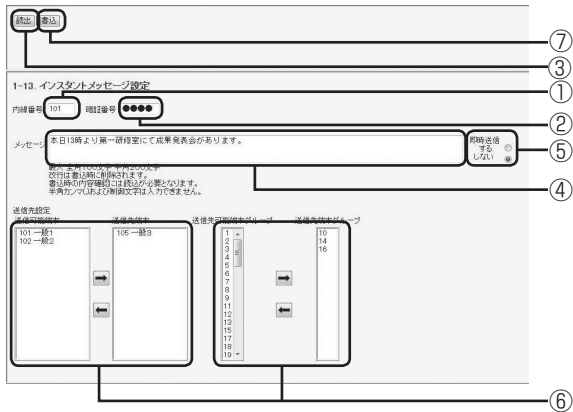 読出 書込
⑦
③
①
1-13. インスタントメッセージ設定
内線番号 101 暗証番号 ●●●●
②
メッセージ 本日13時より第一研修室にて成果発表会があります。
即時送信
する
しない
⑤
最大 全角100文字 半角200文字
改行は書込時に削除されます。
書込時の内容確認には読込が必要となります。
半角カンマ(,)および制御文字は入力できません。
④
送信先設定
送信可能端末 送信先端末 送信先可能端末グループ 送信先端末グループ
101 一般1
102 一般2
105 一般3
1
2
3
4
5
6
7
8
9
11
12
13
15
17
18
19
10
14
16
⑥